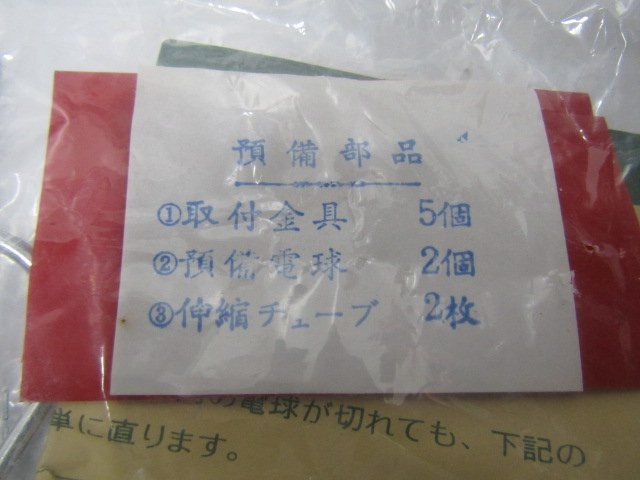 預備部品
①取付金具 5個
②預備電球 2個
③伸縮チューブ 2枚
の電球が切れても、下記の
単に直ります。